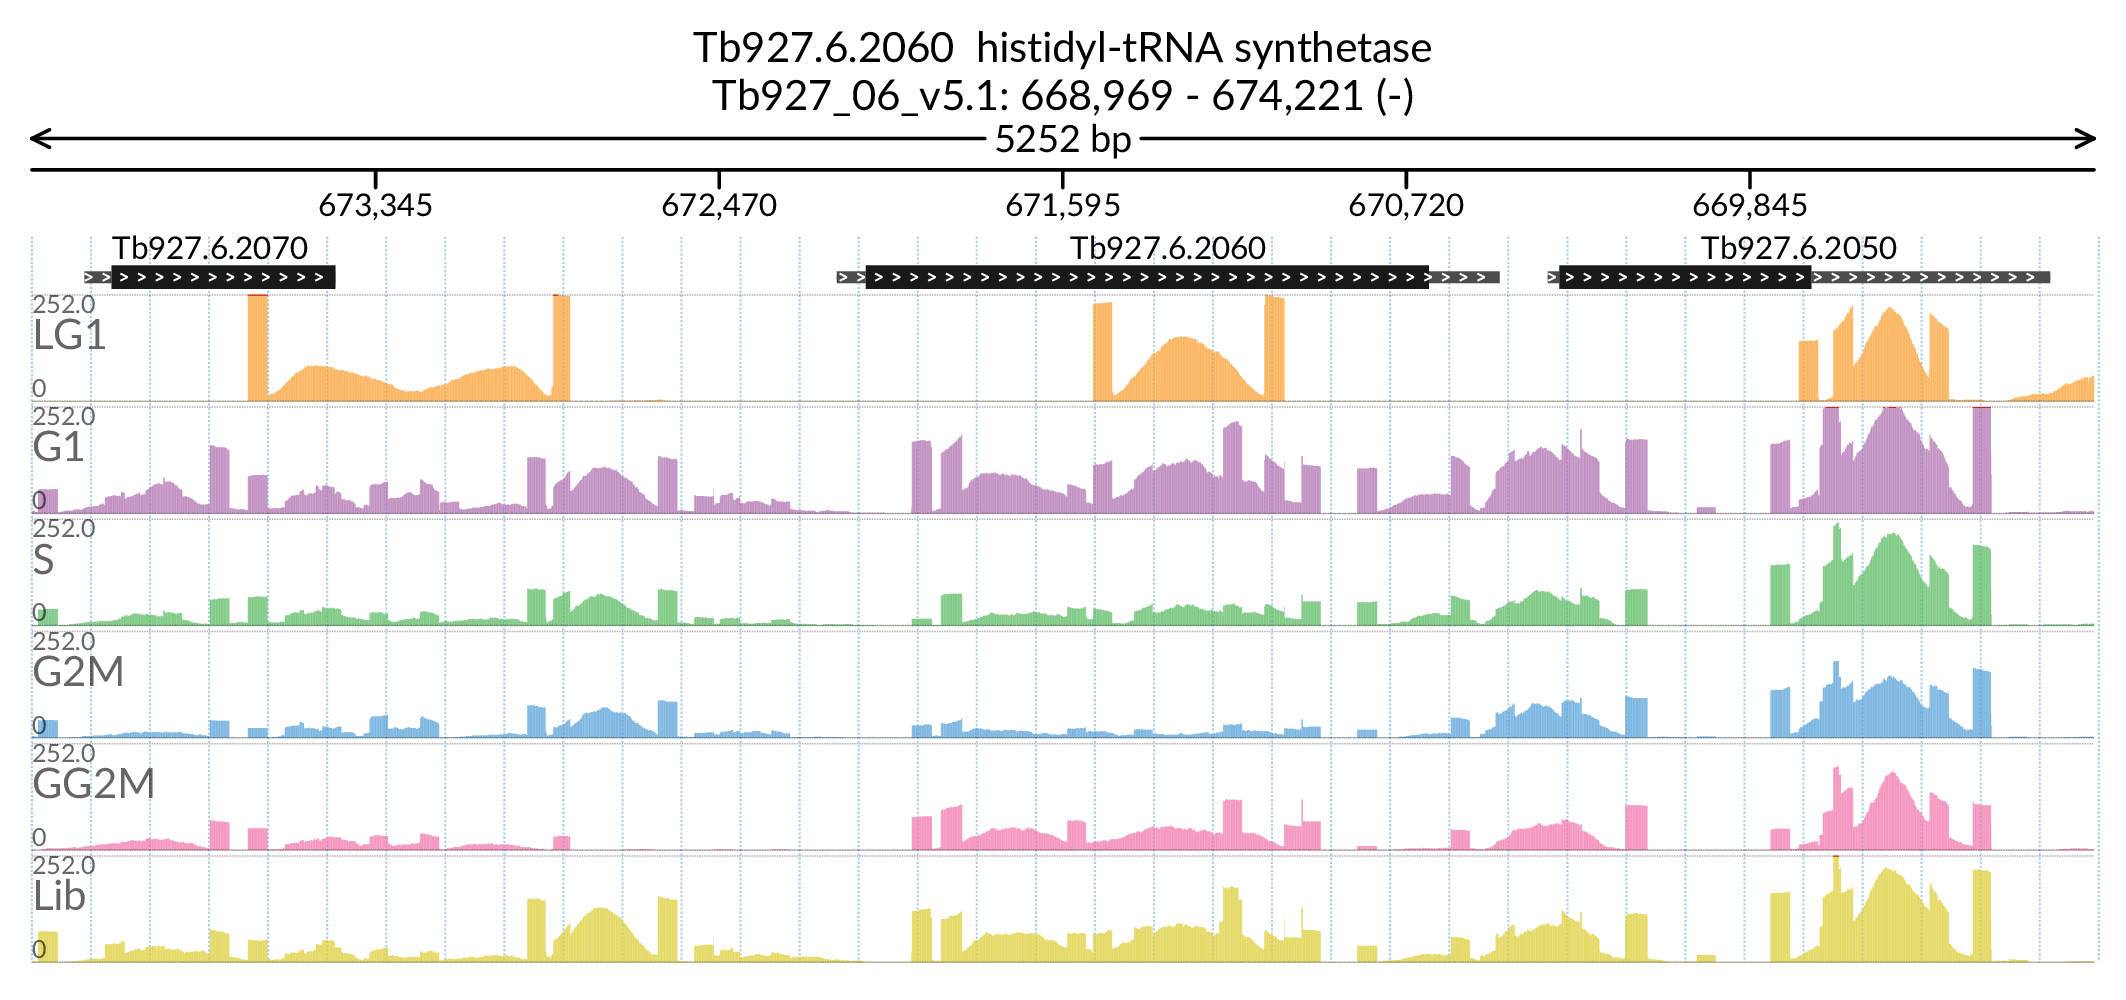 Tb927.6.2060  histidyl-tRNA synthetase
Tb927_06_v5.1: 668,969 - 674,221 (-)
5252 bp
673,345 672,470 671,595 670,720 669,845
Tb927.6.2070 Tb927.6.2060 Tb927.6.2050
252.0
LG1
0
252.0
G1
0
252.0
S
0
252.0
G2M
0
252.0
GG2M
0
252.0
Lib
0